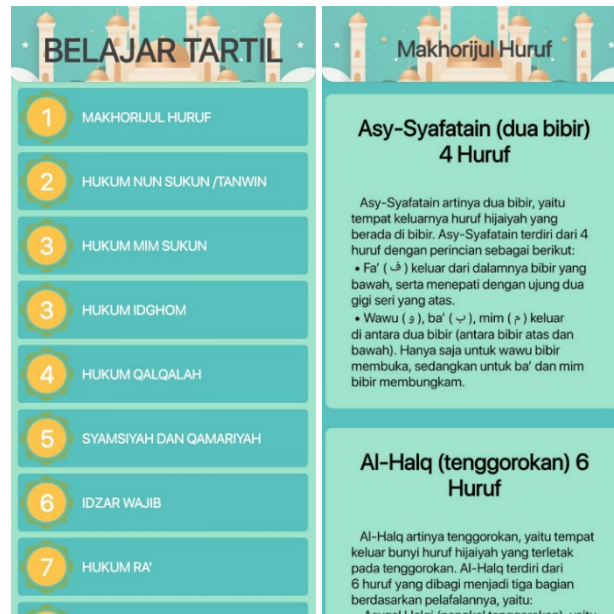 BELAJAR TARTIL
1 MAKHORIJUL HURUF
2 HUKUM NUN SUKUN /TANWIN
3 HUKUM MIM SUKUN
3 HUKUM IDGHOM
4 HUKUM QALQALAH
5 SYAMSIYAH DAN QAMARIYAH
6 IDZAR WAJIB
7 HUKUM RA'
Makhorijul Huruf
Asy-Syafatain (dua bibir)
4 Huruf
Asy-Syafatain artinya dua bibir, yaitu
tempat keluarnya huruf hijaiyah yang
berada di bibir. Asy-Syafatain terdiri dari 4
huruf dengan perincian sebagai berikut:
• Fa' ( ف ) keluar dari dalamnya bibir yang
bawah, serta menepati dengan ujung dua
gigi seri yang atas.
• Wawu ( و ), ba' ( ب ), mim ( م ) keluar
di antara dua bibir (antara bibir atas dan
bawah). Hanya saja untuk wawu bibir
membuka, sedangkan untuk ba' dan mim
bibir membungkam.
Al-Halq (tenggorokan) 6
Huruf
Al-Halq artinya tenggorokan, yaitu tempat
keluar bunyi huruf hijaiyah yang terletak
pada tenggorokan. Al-Halq terdiri dari
6 huruf yang dibagi menjadi tiga bagian
berdasarkan pelafalannya, yaitu: